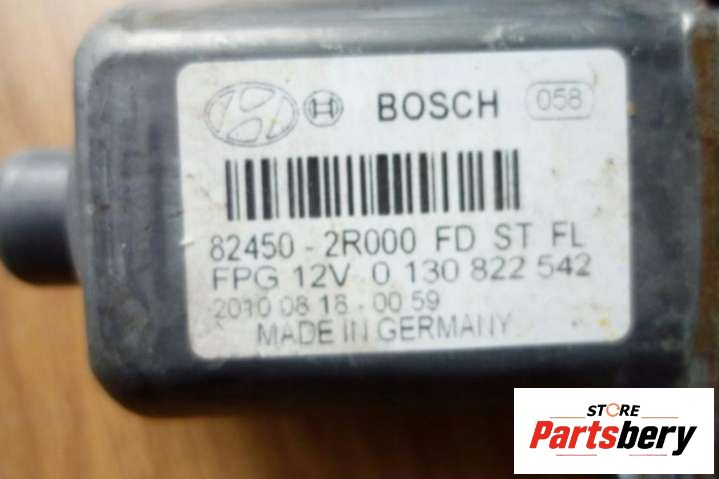 BOSCH 058
82450 - 2R000 FD ST FL
FPG 12V 0 130 822 542
2010 08 18 - 00 59
MADE IN GERMANY
STORE
Partsbery